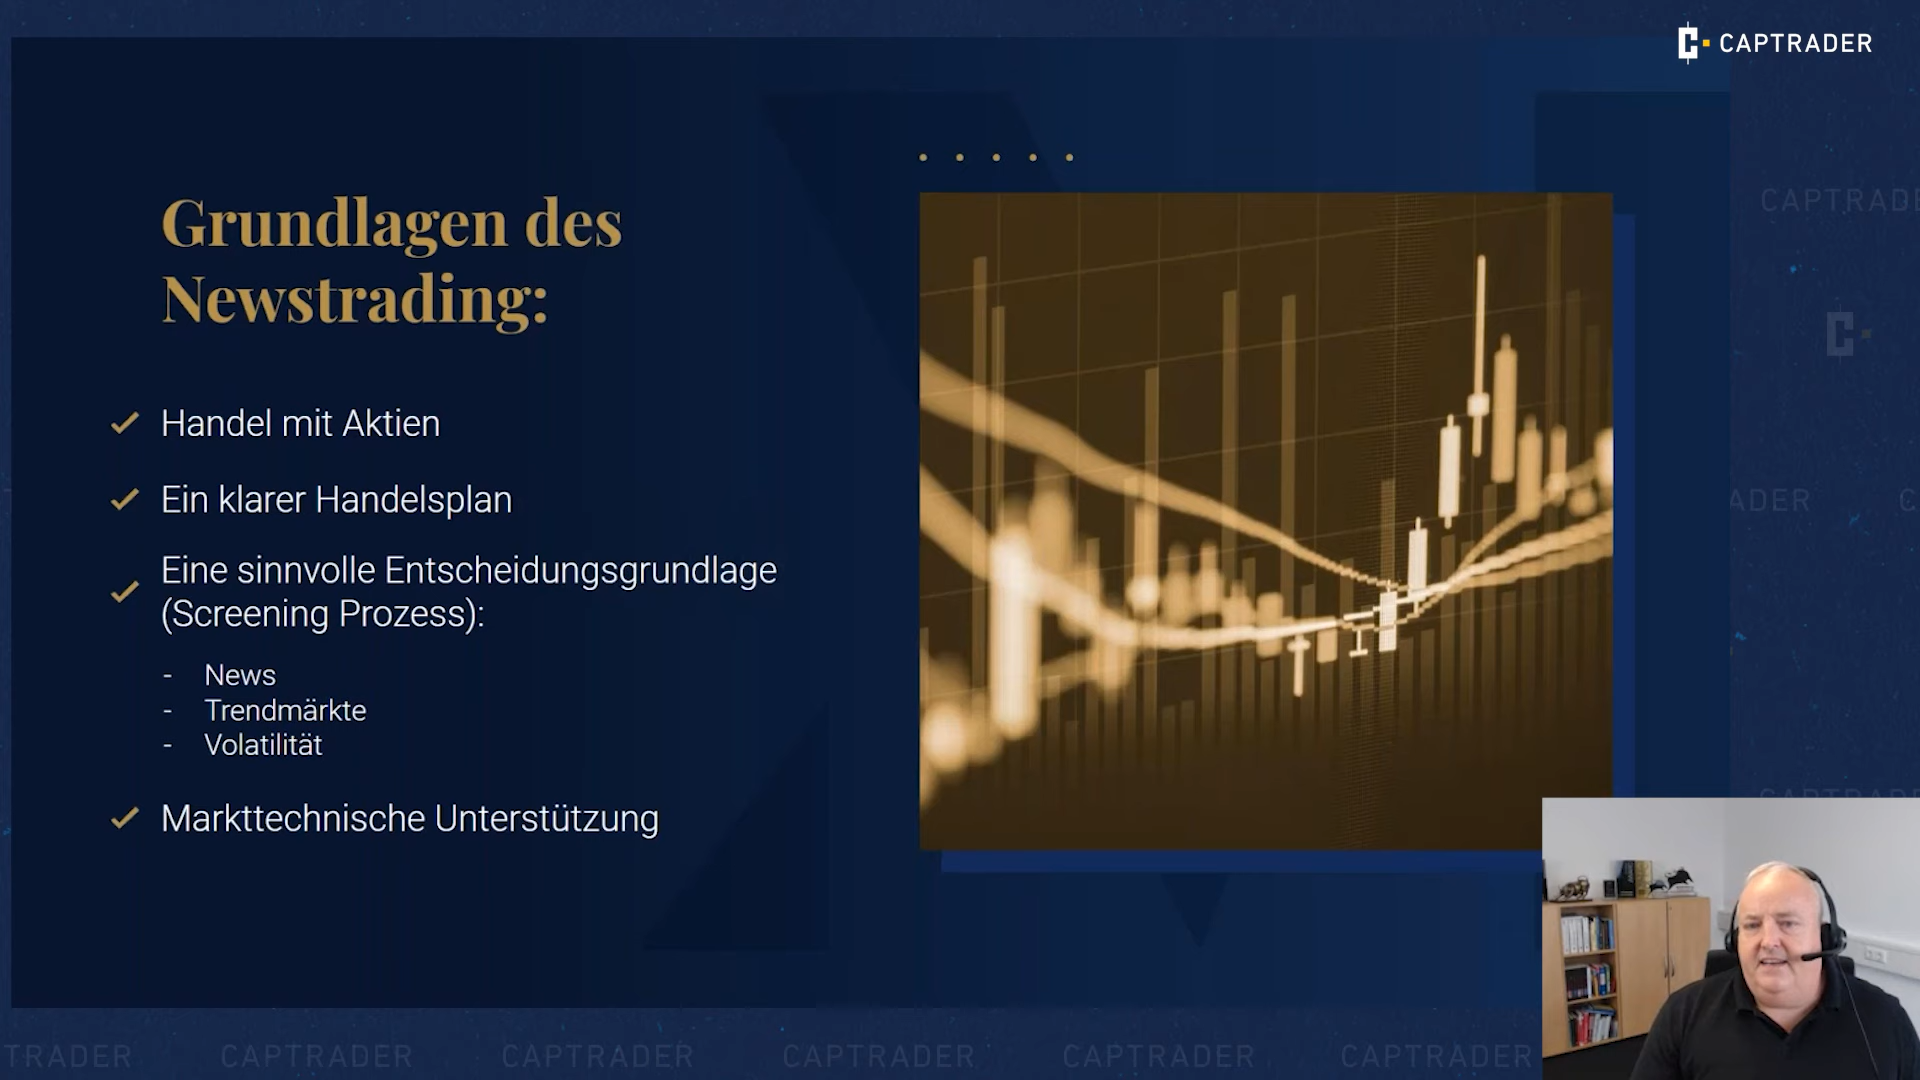 CAPTRADER
Grundlagen des
Newstrading:
Handel mit Aktien
Ein klarer Handelsplan
Eine sinnvolle Entscheidungsgrundlage
(Screening Prozess):
- News
- Trendmärkte
- Volatilität
Markttechnische Unterstützung
CAPTRADE
ADER C
TRADER CAPTRADER CAPTRADER CAPTRADER CAPTRADER CAPTRADER